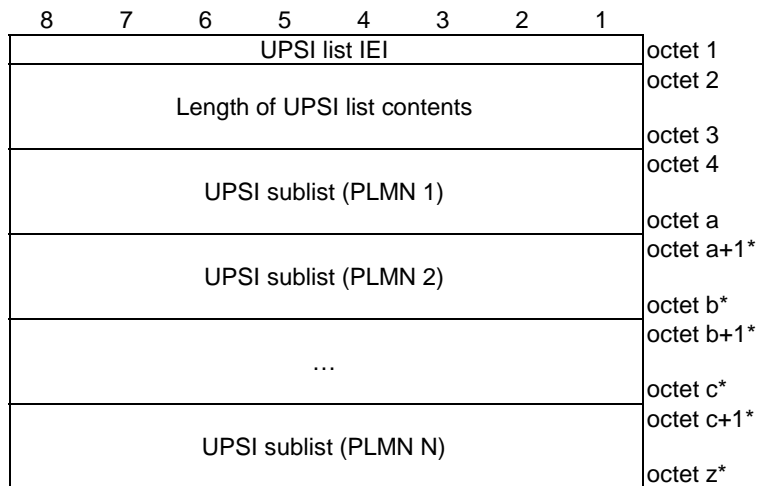 8 7 6 5 4 3 2 1
UPSI list IEI octet 1
octet 2
Length of UPSI list contents
octet 3
octet 4
UPSI sublist (PLMN 1)
octet a
octet a+1*
UPSI sublist (PLMN 2)
octet b*
octet b+1*
…
octet c*
octet c+1*
UPSI sublist (PLMN N)
octet z*